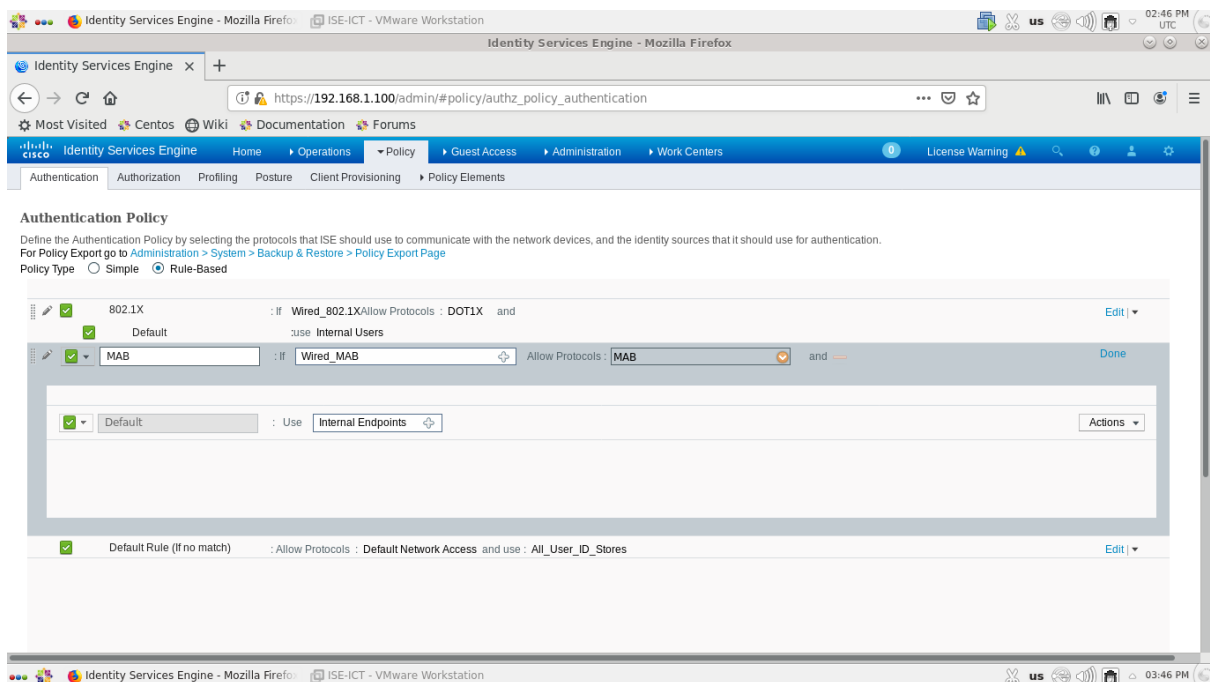 Identity Services Engine - Mozilla Firefo ISE-ICT - VMware Workstation us 02:46 PM UTC
Identity Services Engine - Mozilla Firefox
Identity Services Engine
https://192.168.1.100/admin/#policy/authz_policy_authentication
Most Visited Centos Wiki Documentation Forums
cisco Identity Services Engine Home Operations Policy Guest Access Administration Work Centers 0 License Warning
Authentication Authorization Profiling Posture Client Provisioning Policy Elements
Authentication Policy
Define the Authentication Policy by selecting the protocols that ISE should use to communicate with the network devices, and the identity sources that it should use for authentication.
For Policy Export go to Administration > System > Backup & Restore > Policy Export Page
Policy Type Simple Rule-Based
802.1X : If Wired_802.1XAllow Protocols : DOT1X and Edit |
Default :use Internal Users
MAB : If Wired_MAB Allow Protocols : MAB and Done
Default : Use Internal Endpoints Actions
Default Rule (If no match) : Allow Protocols : Default Network Access and use : All_User_ID_Stores Edit |
Identity Services Engine - Mozilla Firefo ISE-ICT - VMware Workstation us 03:46 PM